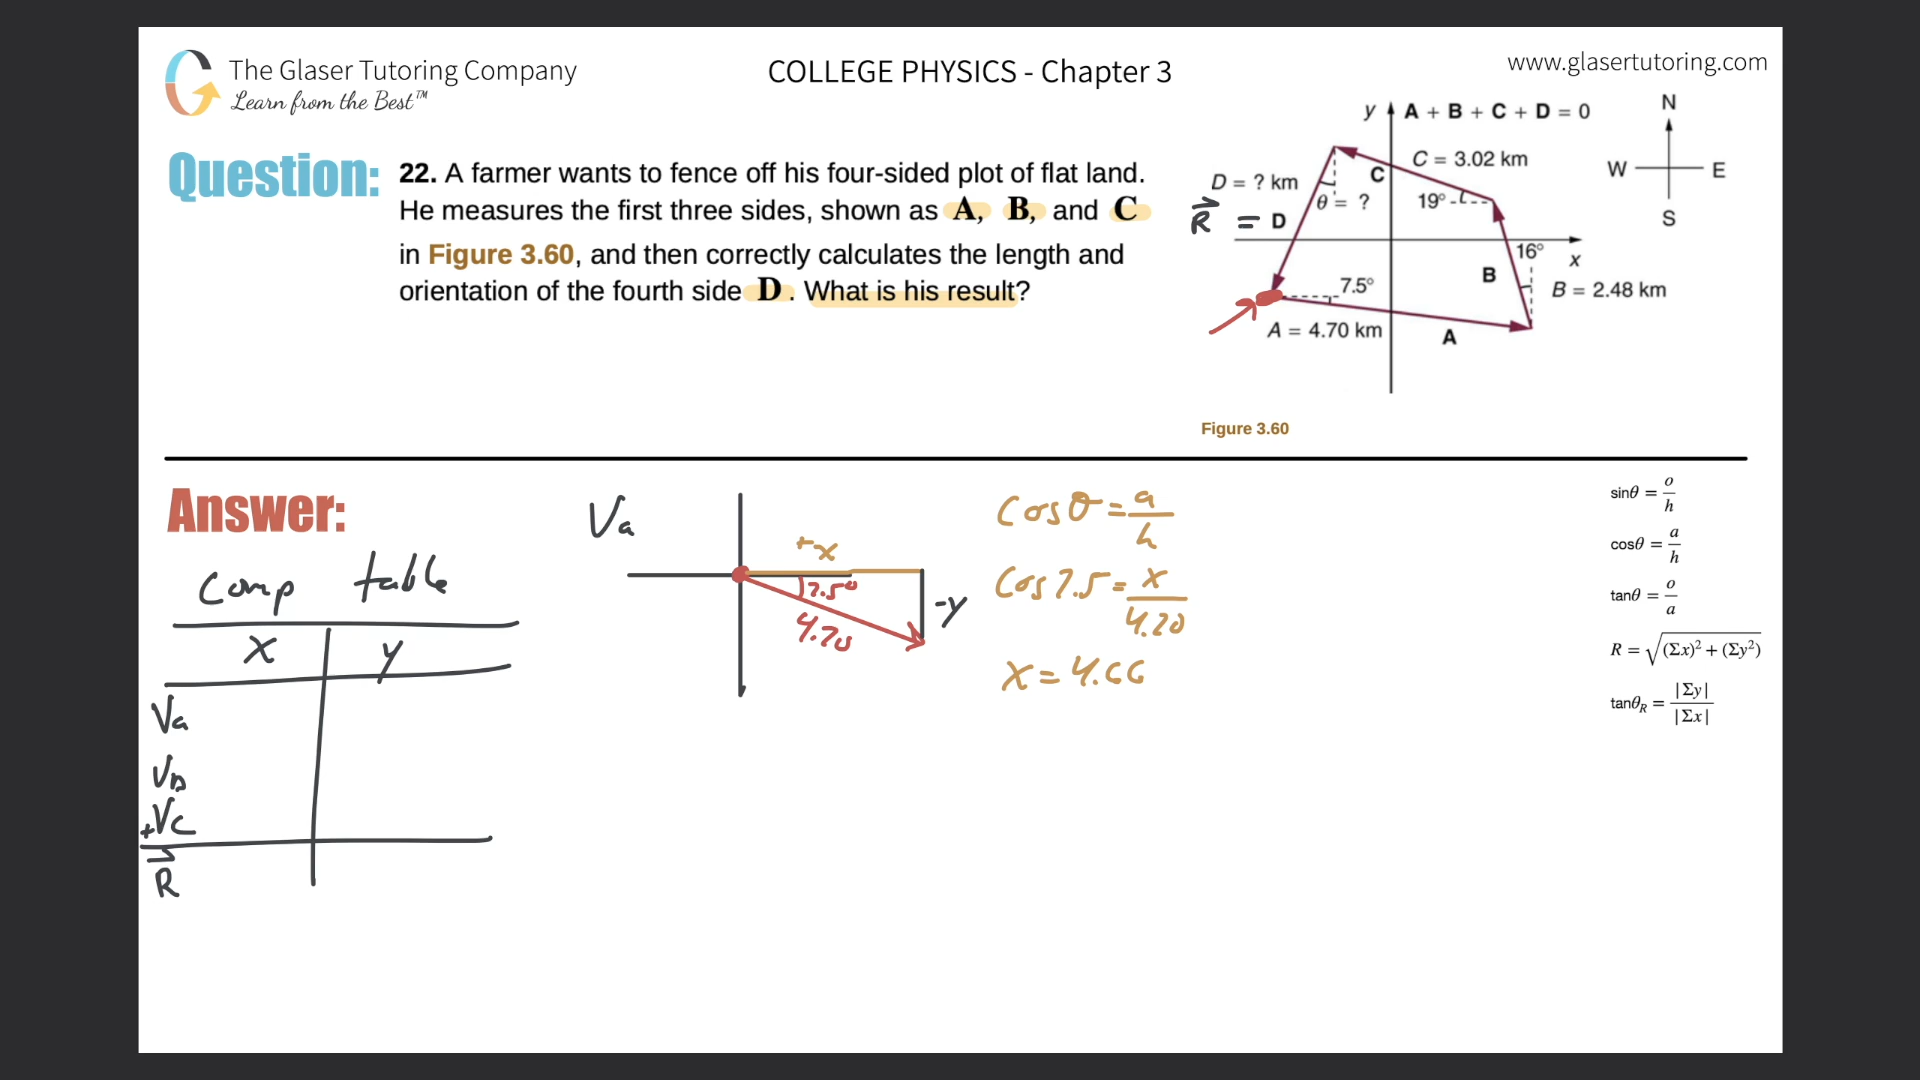 The Glaser Tutoring Company
Learn from the Best™
COLLEGE PHYSICS - Chapter 3
www.glasertutoring.com
Question:
22. A farmer wants to fence off his four-sided plot of flat land.
He measures the first three sides, shown as A, B, and C
in Figure 3.60, and then correctly calculates the length and
orientation of the fourth side D. What is his result?
y A + B + C + D = 0
N
W E
S
C = 3.02 km
C
D = ? km
θ = ?
19°
R = D
16°
x
B
B = 2.48 km
7.5°
A = 4.70 km
A
Figure 3.60
Answer:
Comp table
x y
Va
VB
+Vc
R
Va
+x
7.5°
4.70
-y
Cosθ = a/h
Cos 7.5 = x/4.70
x = 4.66
sinθ = o/h
cosθ = a/h
tanθ = o/a
R = √(Σx)² + (Σy²)
tanθR = |Σy|/|Σx|